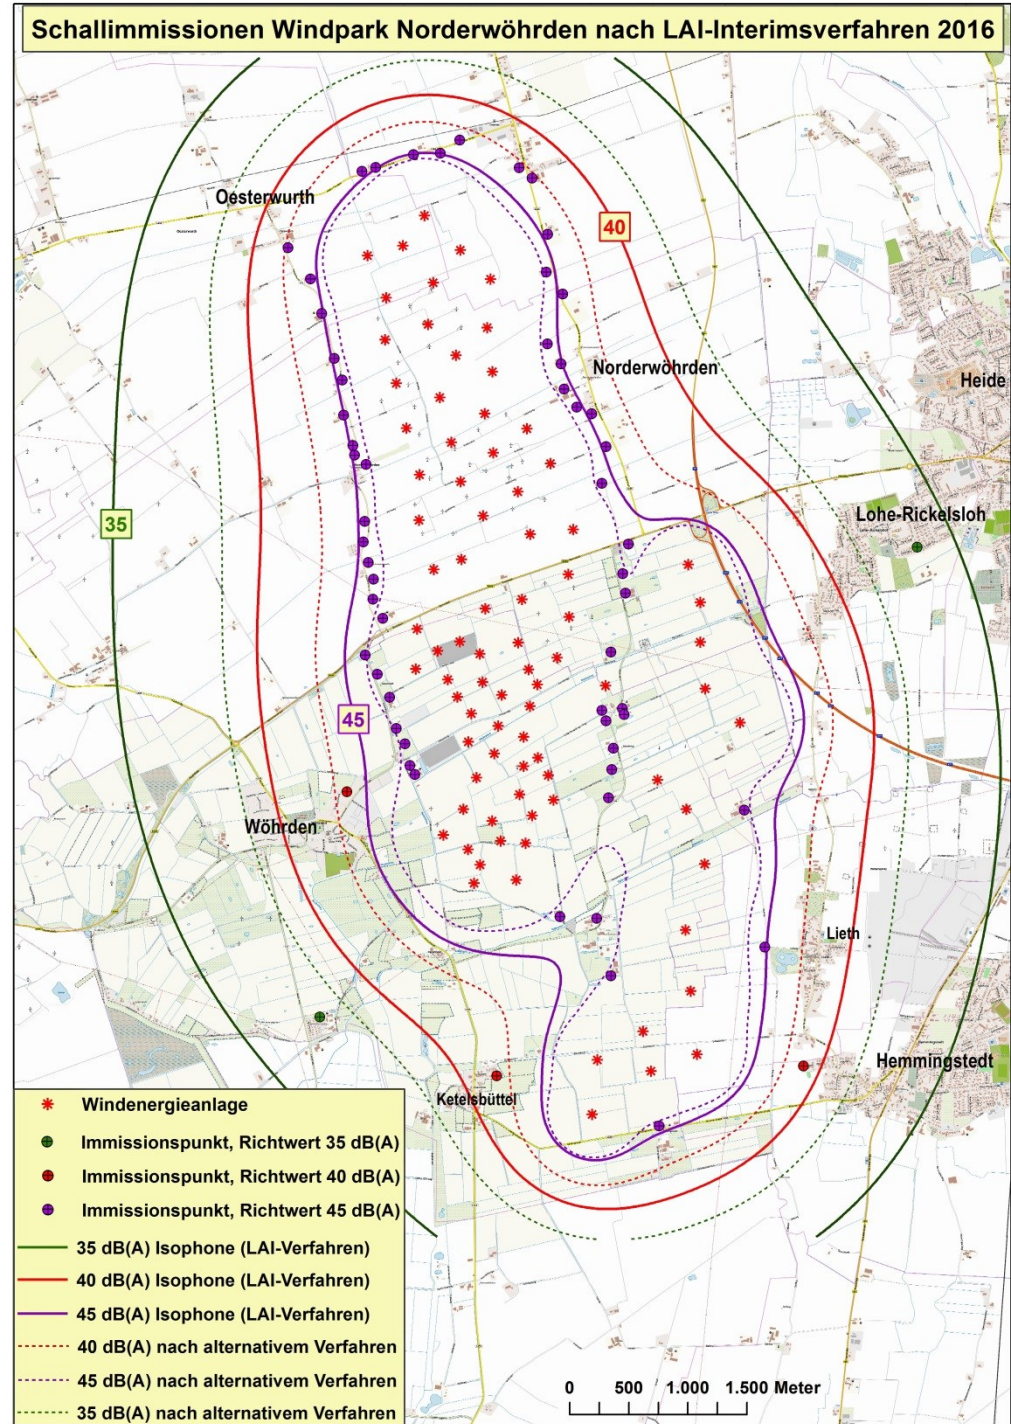 Schallimmissionen Windpark Norderwöhrden nach LAI-Interimsverfahren 2016
Oesterwurth
40
Norderwöhrden
Heide
35
Lohe-Rickelsloh
45
Wöhrden
Lieth
Hemmingstedt
Ketelsbüttel
Windenergieanlage
Immissionspunkt, Richtwert 35 dB(A)
Immissionspunkt, Richtwert 40 dB(A)
Immissionspunkt, Richtwert 45 dB(A)
35 dB(A) Isophone (LAI-Verfahren)
40 dB(A) Isophone (LAI-Verfahren)
45 dB(A) Isophone (LAI-Verfahren)
40 dB(A) nach alternativem Verfahren
45 dB(A) nach alternativem Verfahren
35 dB(A) nach alternativem Verfahren
0 500 1.000 1.500 Meter